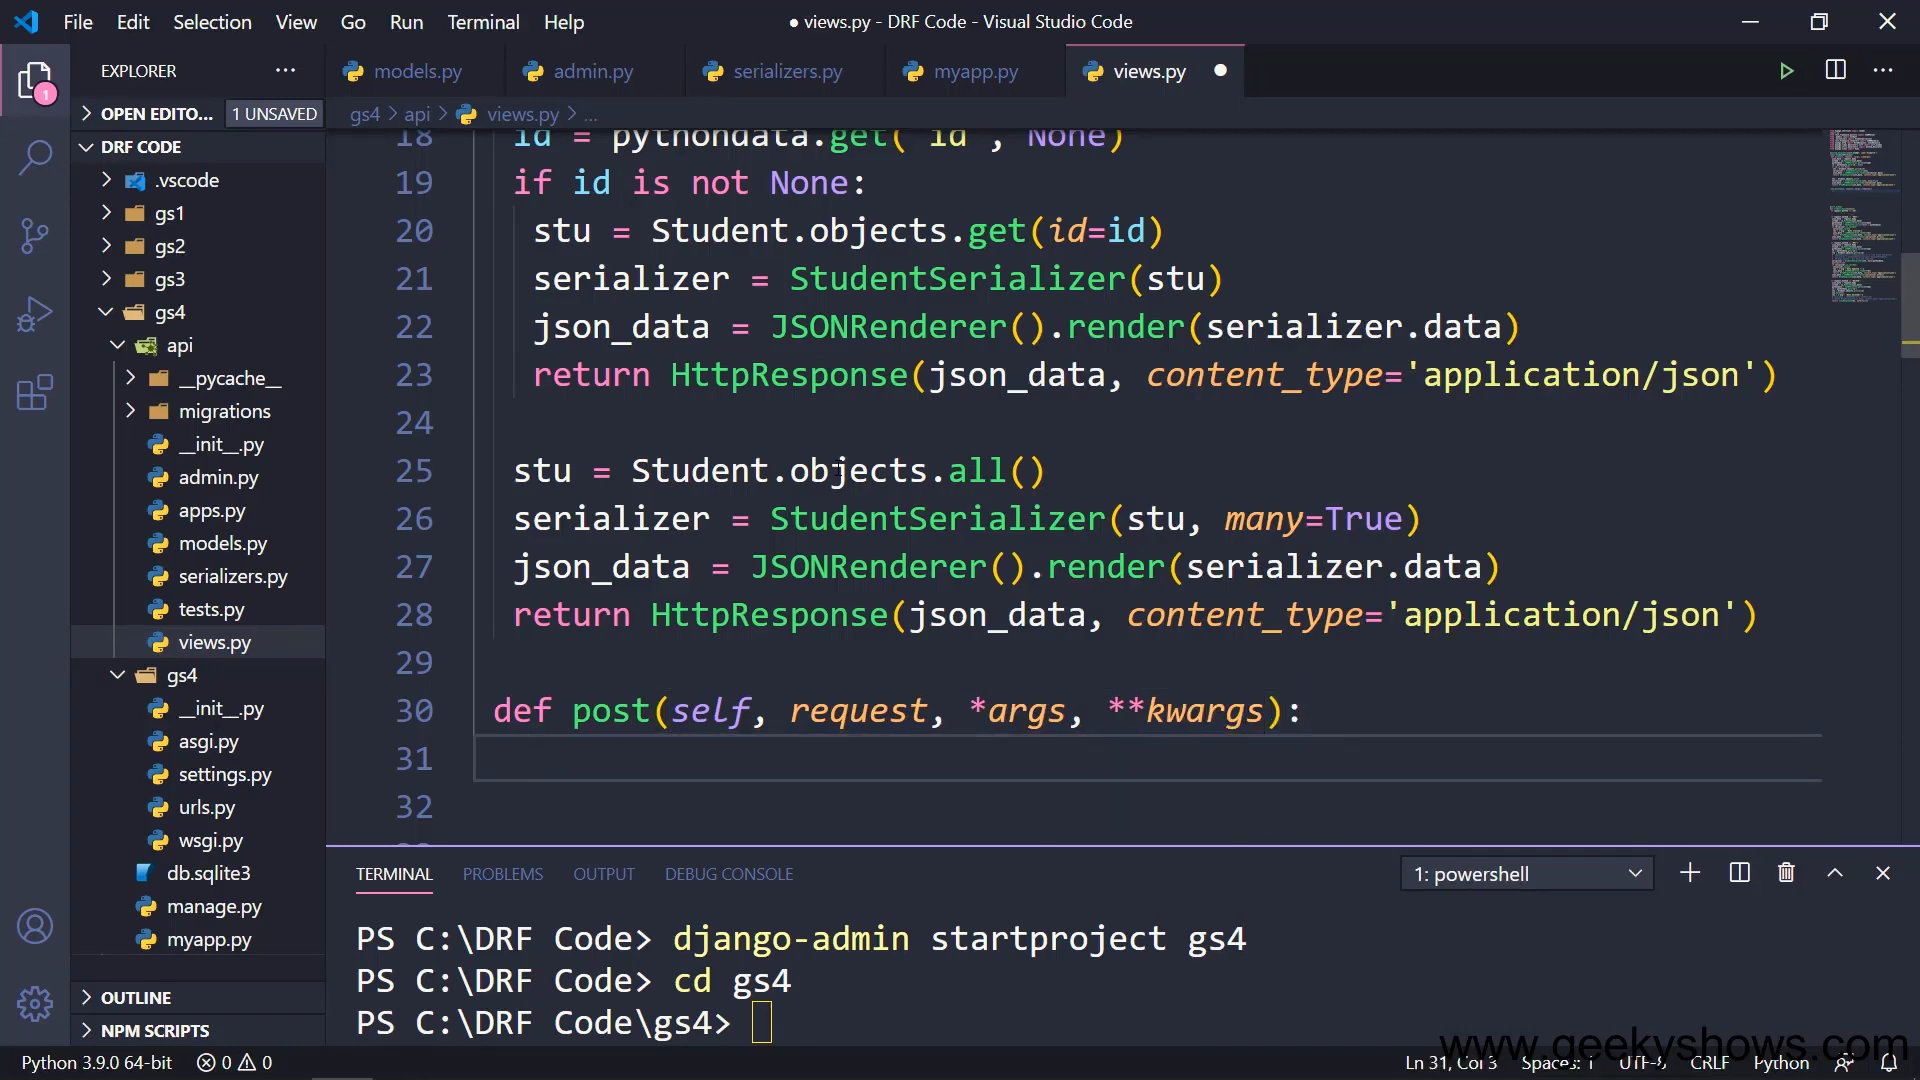 File Edit Selection View Go Run Terminal Help
● views.py - DRF Code - Visual Studio Code
EXPLORER
models.py admin.py serializers.py myapp.py views.py
OPEN EDITO... 1 UNSAVED
gs4 > api > views.py > ...
DRF CODE
.vscode
gs1
gs2
gs3
gs4
api
__pycache__
migrations
__init__.py
admin.py
apps.py
models.py
serializers.py
tests.py
views.py
gs4
__init__.py
asgi.py
settings.py
urls.py
wsgi.py
db.sqlite3
manage.py
myapp.py
OUTLINE
NPM SCRIPTS
1
18 id = pythondata.get('id', None)
19 if id is not None:
20 stu = Student.objects.get(id=id)
21 serializer = StudentSerializer(stu)
22 json_data = JSONRenderer().render(serializer.data)
23 return HttpResponse(json_data, content_type='application/json')
24
25 stu = Student.objects.all()
26 serializer = StudentSerializer(stu, many=True)
27 json_data = JSONRenderer().render(serializer.data)
28 return HttpResponse(json_data, content_type='application/json')
29
30 def post(self, request, *args, **kwargs):
31
32
TERMINAL PROBLEMS OUTPUT DEBUG CONSOLE
1: powershell
PS C:\DRF Code> django-admin startproject gs4
PS C:\DRF Code> cd gs4
PS C:\DRF Code\gs4>
www.geekyshows.com
Python 3.9.0 64-bit 0 0
Ln 31, Col 3 Spaces: 1 UTF-8 CRLF Python